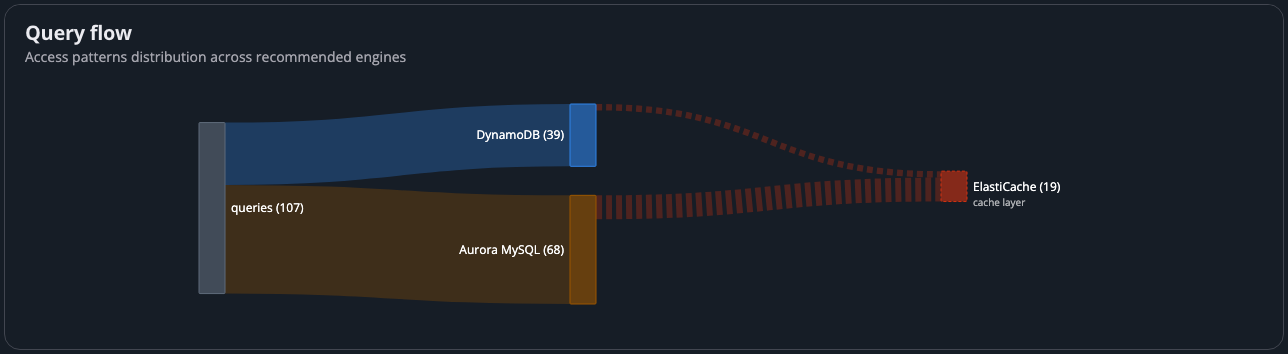 Query flow
Access patterns distribution across recommended engines
DynamoDB (39)
ElastiCache (19)
cache layer
queries (107)
Aurora MySQL (68)